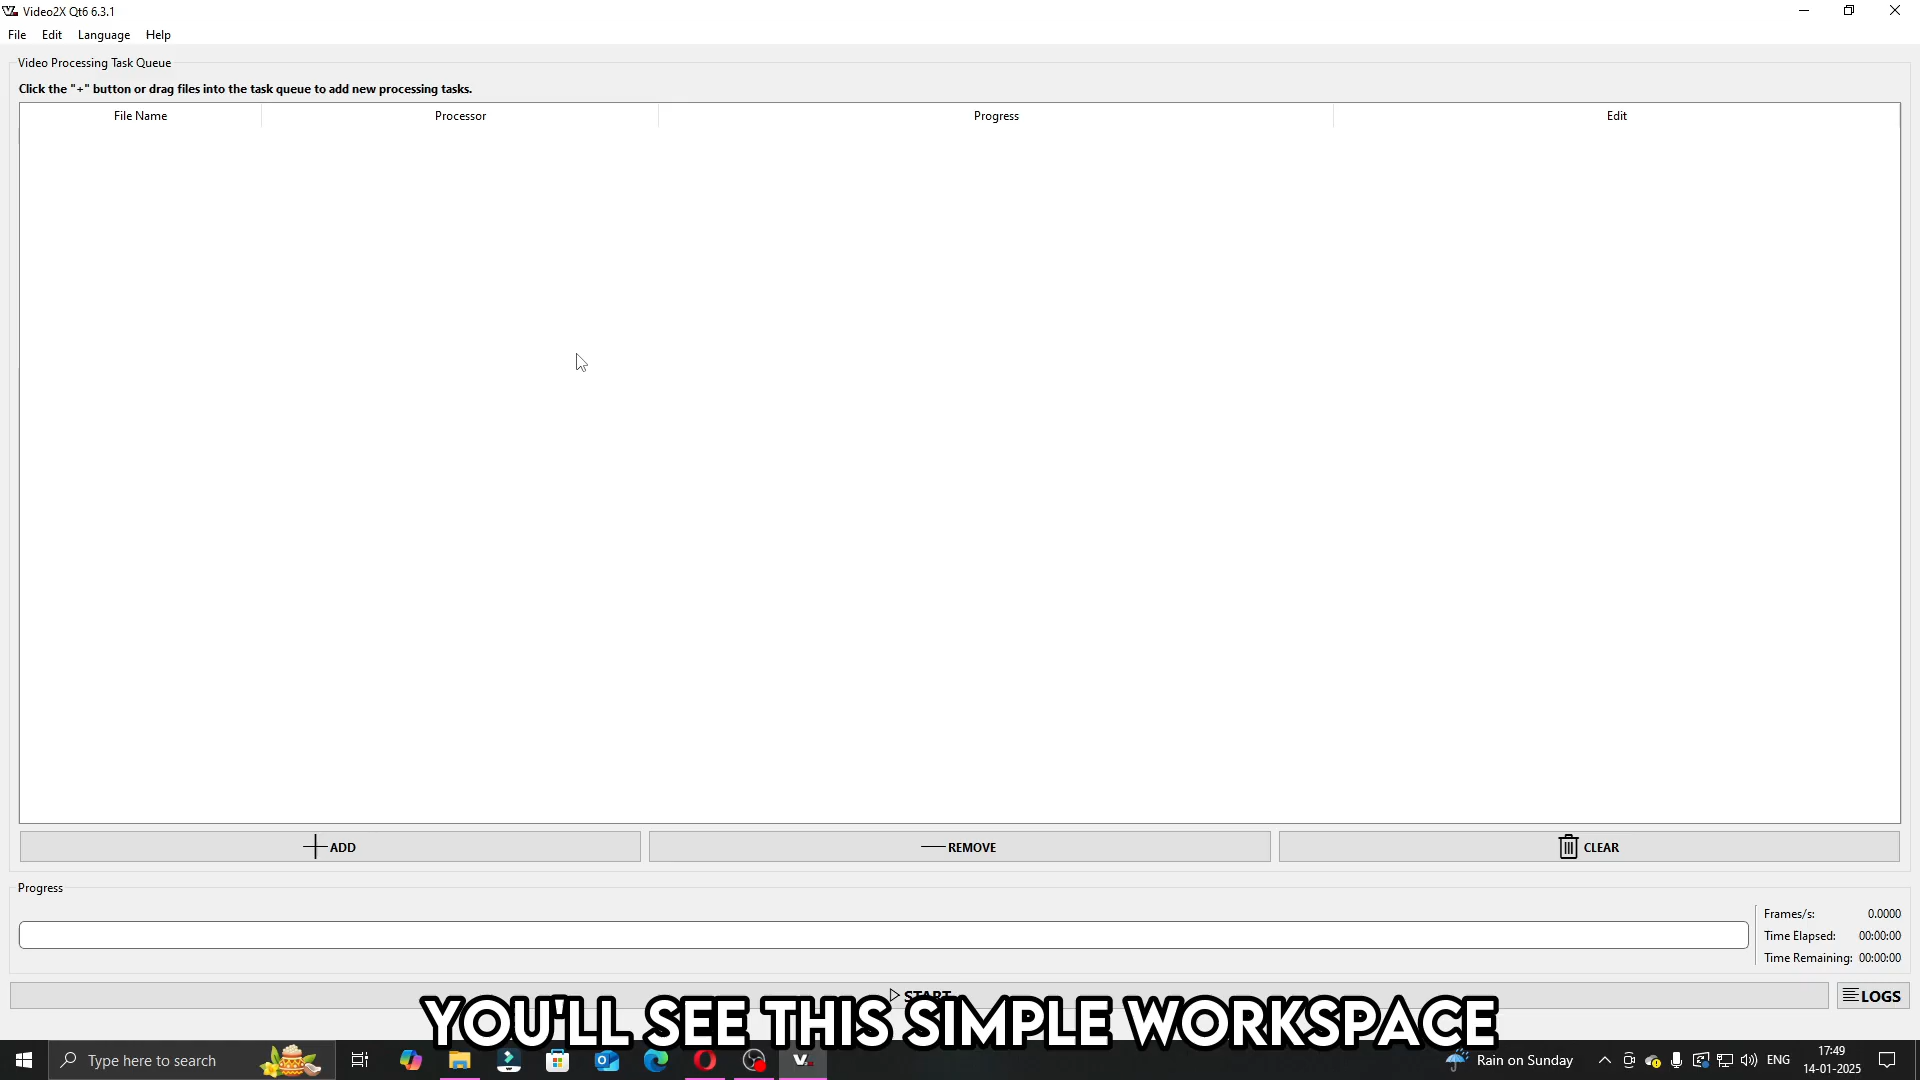 Video2X Qt6 6.3.1
File Edit Language Help
Video Processing Task Queue
Click the "+" button or drag files into the task queue to add new processing tasks.
File Name Processor Progress Edit
ADD REMOVE CLEAR
Progress
Frames/s: 0.0000
Time Elapsed: 00:00:00
Time Remaining: 00:00:00
START LOGS
YOU'LL SEE THIS SIMPLE WORKSPACE
Type here to search
Rain on Sunday
ENG
17:49
14-01-2025